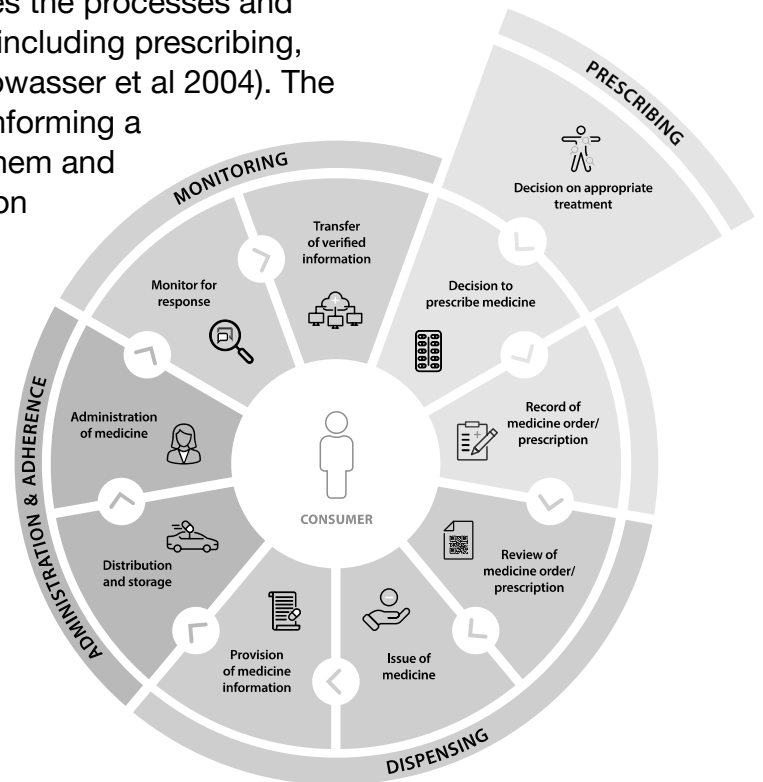 es the processes and
including prescribing,
owasser et al 2004). The
nforming a
hem and
on
PRESCRIBING
Decision on appropriate
treatment
MONITORING
Transfer
of verified
information
Monitor for
response
Decision to
prescribe medicine
Record of
medicine order/
prescription
Administration
of medicine
ADMINISTRATION & ADHERENCE
CONSUMER
Review of
medicine order/
prescription
Distribution
and storage
Provision
of medicine
information
Issue of
medicine
DISPENSING